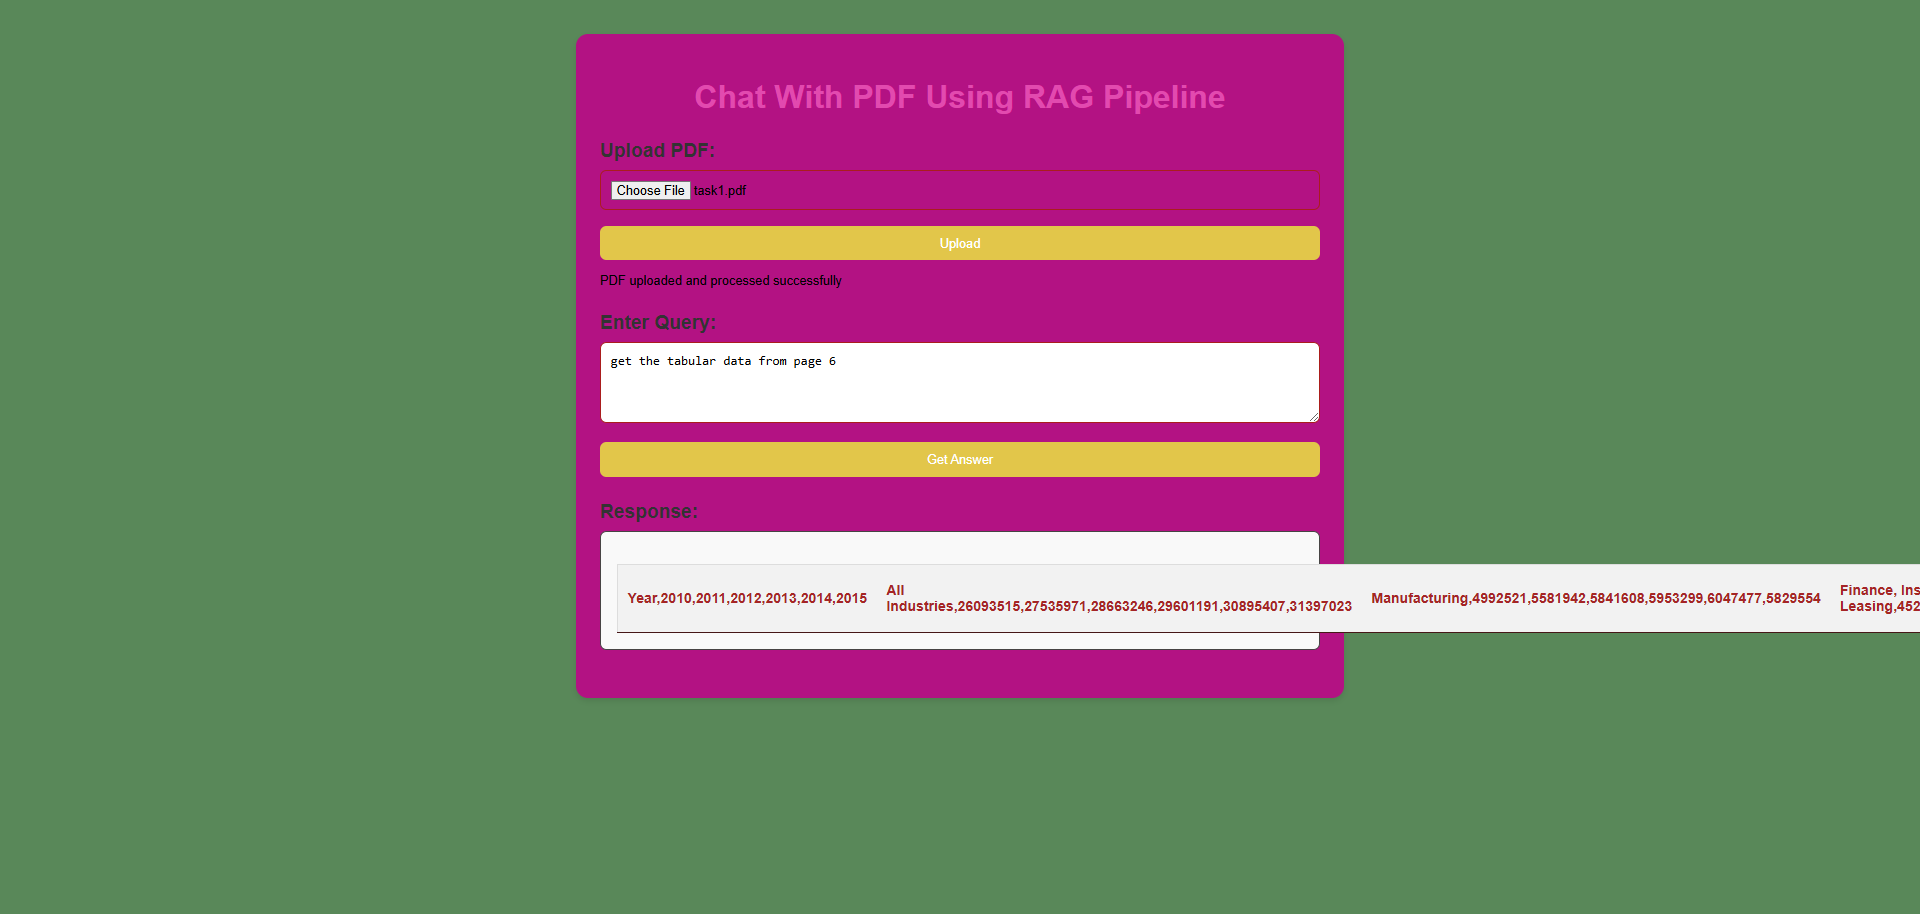 Chat With PDF Using RAG Pipeline
Upload PDF:
Choose File task1.pdf
Upload
PDF uploaded and processed successfully
Enter Query:
get the tabular data from page 6
Get Answer
Response:
Year,2010,2011,2012,2013,2014,2015
All
Industries,26093515,27535971,28663246,29601191,30895407,31397023
Manufacturing,4992521,5581942,5841608,5953299,6047477,5829554
Finance, Ins
Leasing,452